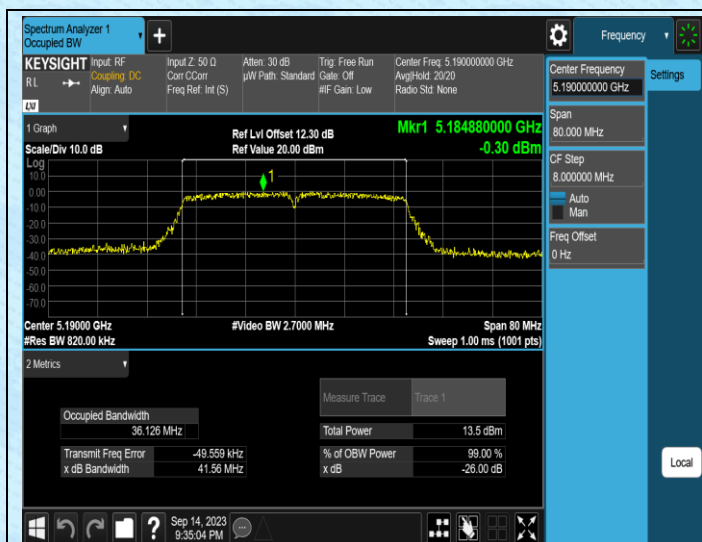 Spectrum Analyzer 1
Occupied BW
Frequency
KEYSIGHT
RL
LXI
Input: RF
Coupling: DC
Align: Auto
Input Z: 50 Ω
Corr CCorr
Freq Ref: Int (S)
Atten: 30 dB
µW Path: Standard
Trig: Free Run
Gate: Off
#IF Gain: Low
Center Freq: 5.190000000 GHz
Avg|Hold: 20/20
Radio Std: None
Center Frequency
5.190000000 GHz
Settings
Span
80.000 MHz
CF Step
8.000000 MHz
Auto
Man
Freq Offset
0 Hz
Local
1 Graph
Scale/Div 10.0 dB
Ref Lvl Offset 12.30 dB
Ref Value 20.00 dBm
Mkr1 5.184880000 GHz
-0.30 dBm
Log
10.0
0.00
-10.0
-20.0
-30.0
-40.0
-50.0
-60.0
-70.0
1
Center 5.19000 GHz
#Res BW 820.00 kHz
#Video BW 2.7000 MHz
Span 80 MHz
Sweep 1.00 ms (1001 pts)
2 Metrics
Measure Trace
Trace 1
Occupied Bandwidth
36.126 MHz
Total Power
13.5 dBm
Transmit Freq Error
-49.559 kHz
% of OBW Power
99.00 %
x dB Bandwidth
41.56 MHz
x dB
-26.00 dB
?
Sep 14, 2023
9:35:04 PM